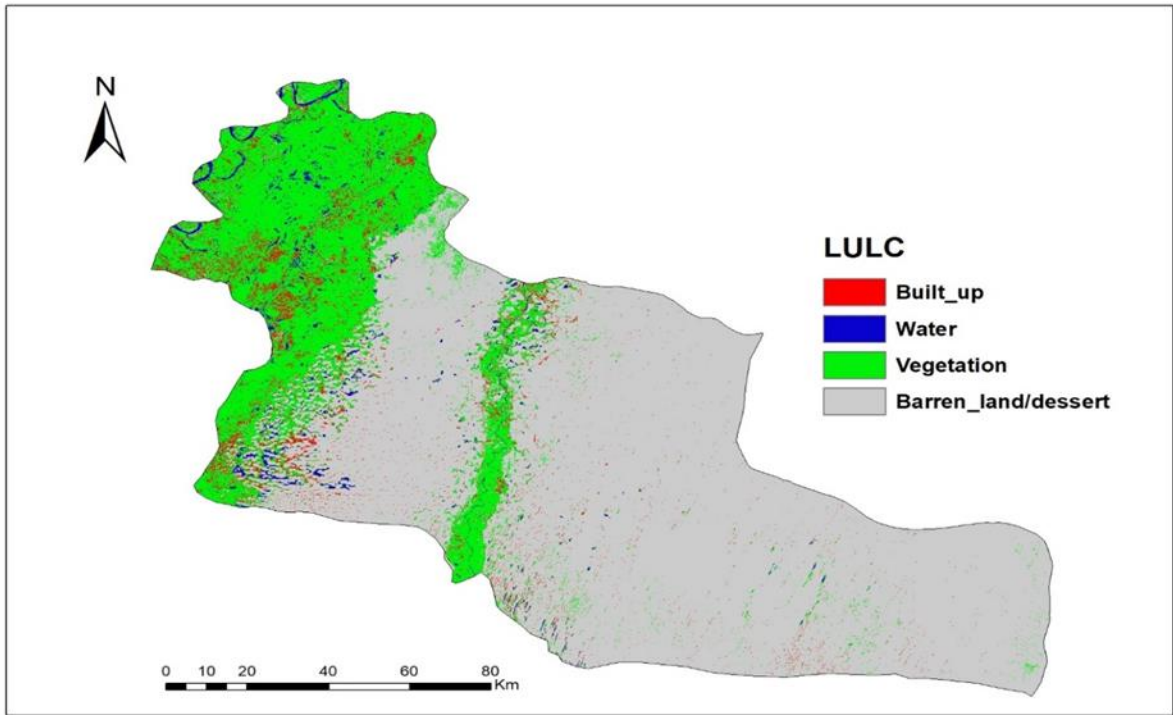 N
LULC
Built_up
Water
Vegetation
Barren_land/dessert
0 10 20 40 60 80
Km